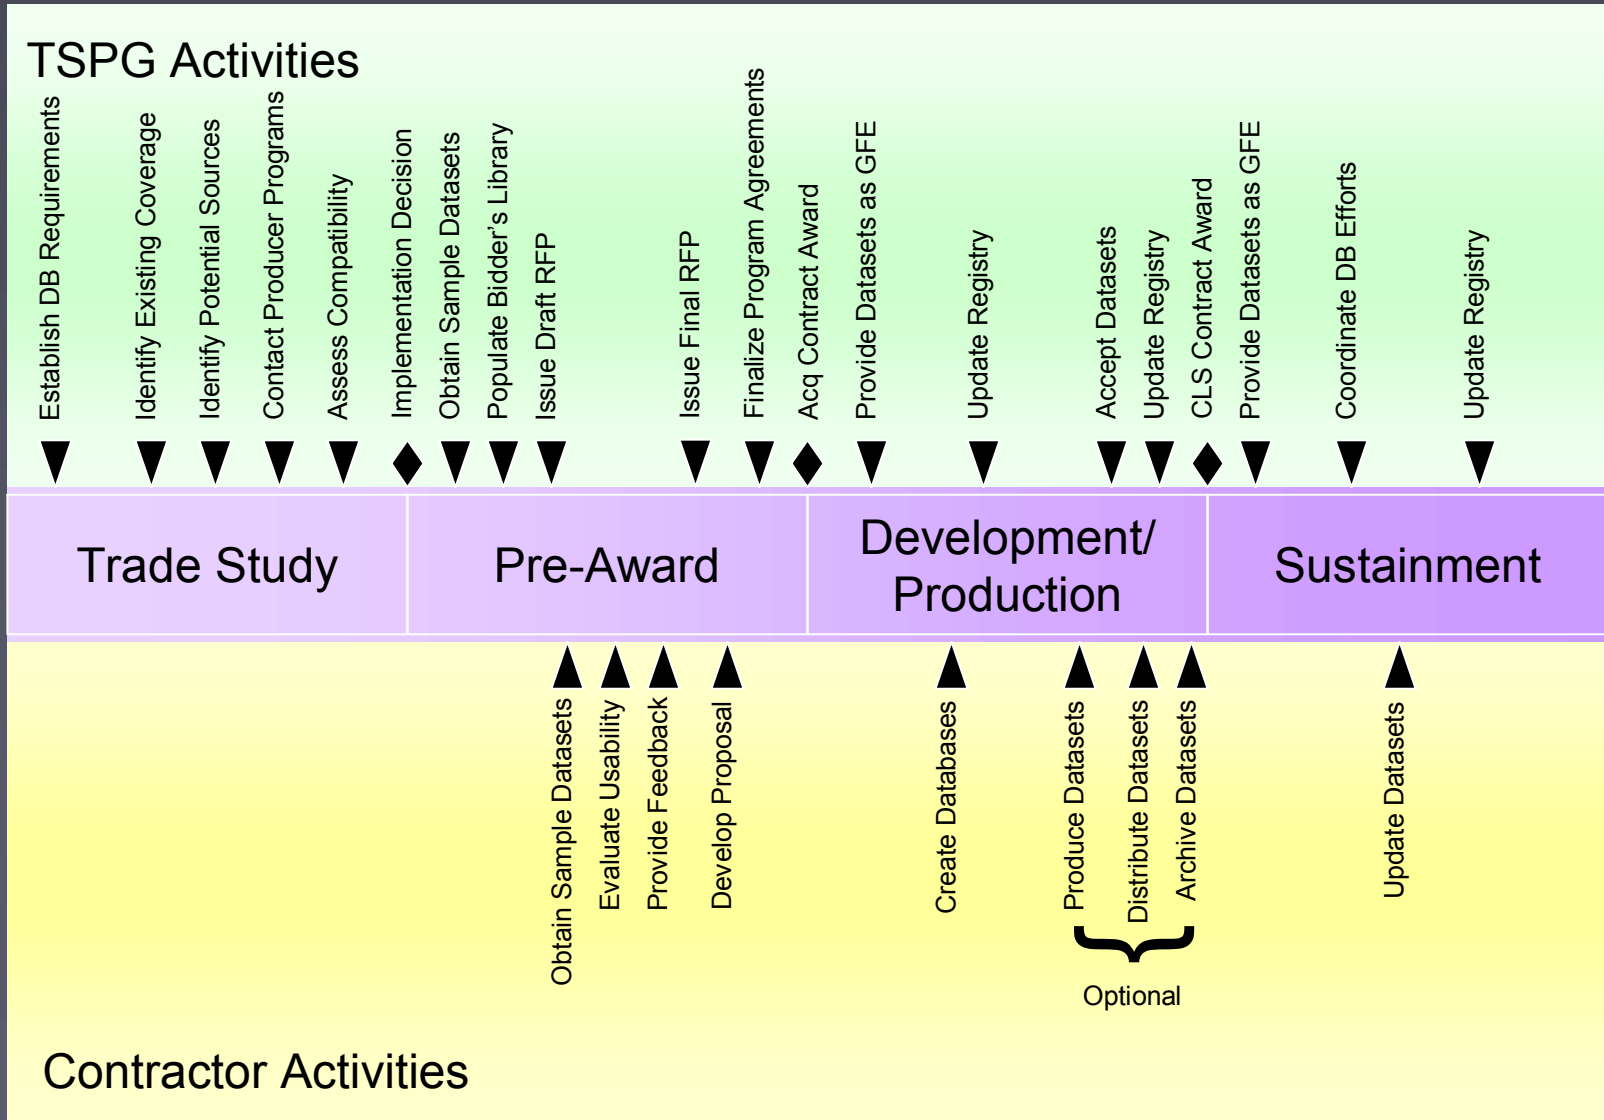 TSPG Activities
Establish DB Requirements
Identify Existing Coverage
Identify Potential Sources
Contact Producer Programs
Assess Compatibility
Implementation Decision
Obtain Sample Datasets
Populate Bidder's Library
Issue Draft RFP
Issue Final RFP
Finalize Program Agreements
Acq Contract Award
Provide Datasets as GFE
Update Registry
Accept Datasets
Update Registry
CLS Contract Award
Provide Datasets as GFE
Coordinate DB Efforts
Update Registry
Trade Study
Pre-Award
Development/
Production
Sustainment
Obtain Sample Datasets
Evaluate Usability
Provide Feedback
Develop Proposal
Create Databases
Produce Datasets
Distribute Datasets
Archive Datasets
Update Datasets
Optional
Contractor Activities